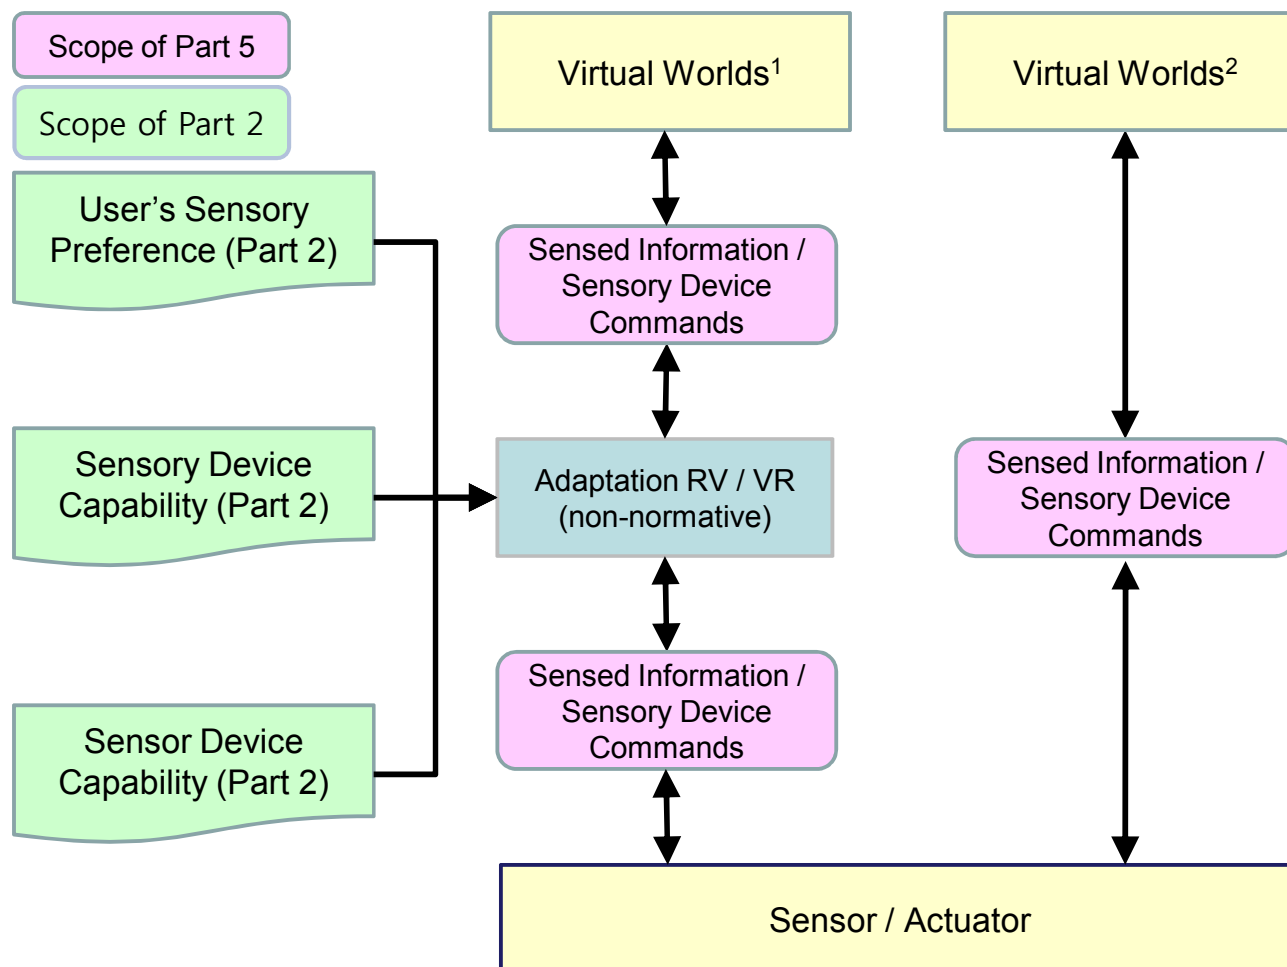 Scope of Part 5
Scope of Part 2
User’s Sensory
Preference (Part 2)
Sensory Device
Capability (Part 2)
Sensor Device
Capability (Part 2)
Virtual Worlds¹
Sensed Information /
Sensory Device
Commands
Adaptation RV / VR
(non-normative)
Sensed Information /
Sensory Device
Commands
Virtual Worlds²
Sensed Information /
Sensory Device
Commands
Sensor / Actuator